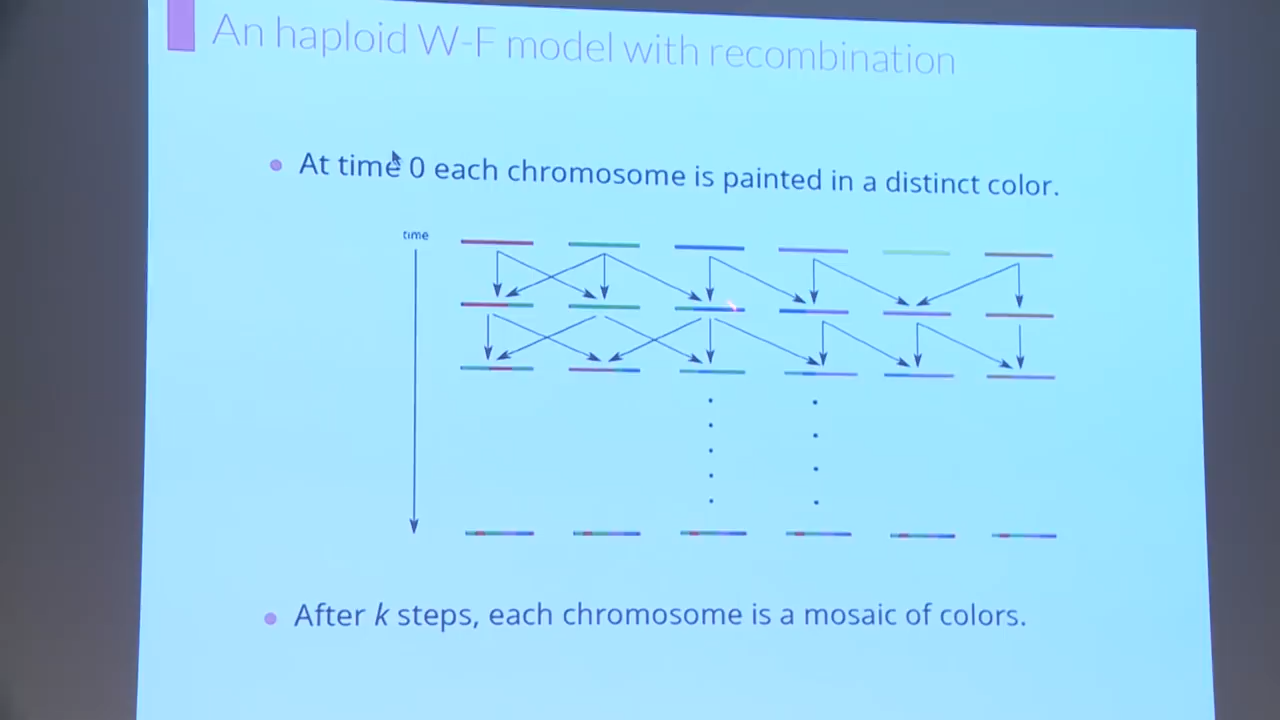 An haploid W-F model with recombination
At time 0 each chromosome is painted in a distinct color.
time
After k steps, each chromosome is a mosaic of colors.